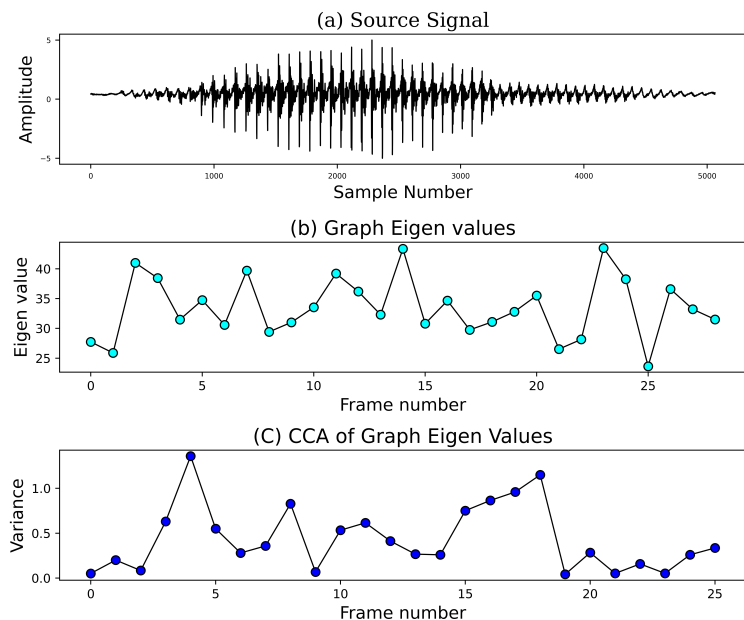 (a) Source Signal
5
0
−5
Amplitude
0 1000 2000 3000 4000 5000
Sample Number
(b) Graph Eigen values
40
35
30
25
Eigen value
0 5 10 15 20 25
Frame number
(C) CCA of Graph Eigen Values
1.0
0.5
0.0
Variance
0 5 10 15 20 25
Frame number